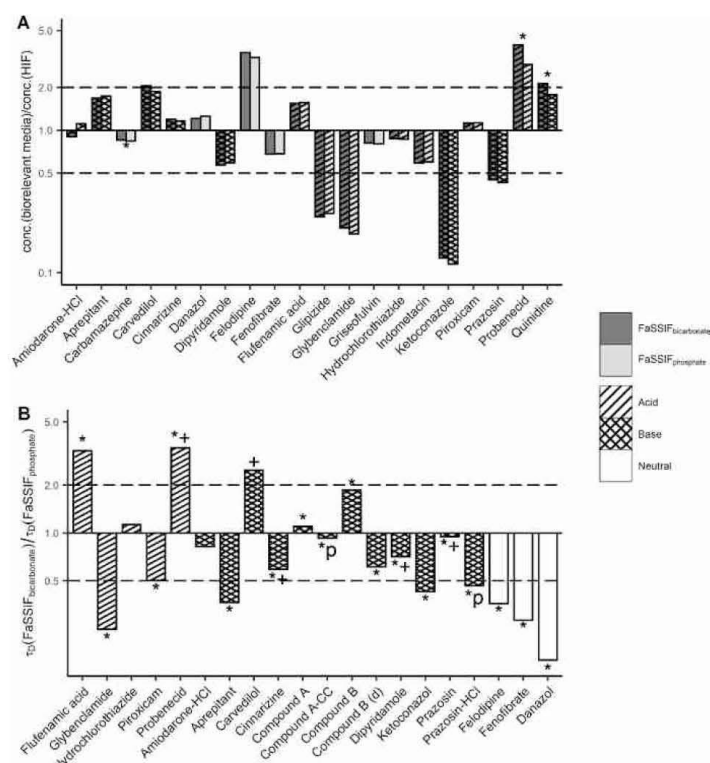 A
conc.(biorelevant media)/conc.(HIF)
5.0
2.0
1.0
0.5
0.1
*
*
*
Amiodarone-HCl
Aprepitant
Carbamazepine
Carvedilol
Cinnarizine
Danazol
Dipyridamole
Felodipine
Fenofibrate
Flufenamic acid
Glipizide
Glybenclamide
Griseofulvin
Hydrochlorothiazide
Indometacin
Ketoconazole
Piroxicam
Prazosin
Probenecid
Quinidine
FaSSIFbicarbonate
FaSSIFphosphate
Acid
Base
Neutral
B
τD(FaSSIFbicarbonate)/τD(FaSSIFphosphate)
5.0
2.0
1.0
0.5
*
*
*
*+
*
+
*+
*
*p
*
*
*+
*
*+
*p
*
*
*
Flufenamic acid
Glybenclamide
Hydrochlorothiazide
Piroxicam
Probenecid
Amiodarone-HCl
Aprepitant
Carvedilol
Cinnarizine
Compound A
Compound A-CC
Compound B
Compound B (d)
Dipyridamole
Ketoconazol
Prazosin
Prazosin-HCl
Felodipine
Fenofibrate
Danazol